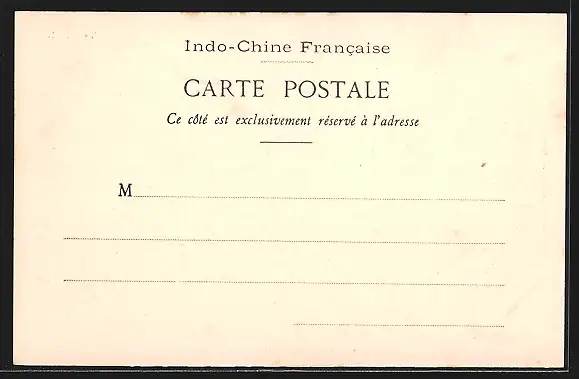 Indo-Chine Française
CARTE POSTALE
Ce côté est exclusivement réservé à l'adresse
M